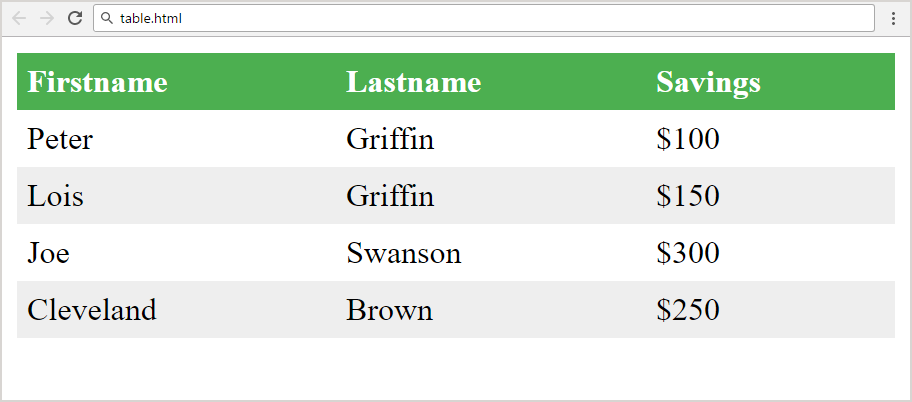 table.html
Firstname Lastname Savings
Peter Griffin $100
Lois Griffin $150
Joe Swanson $300
Cleveland Brown $250